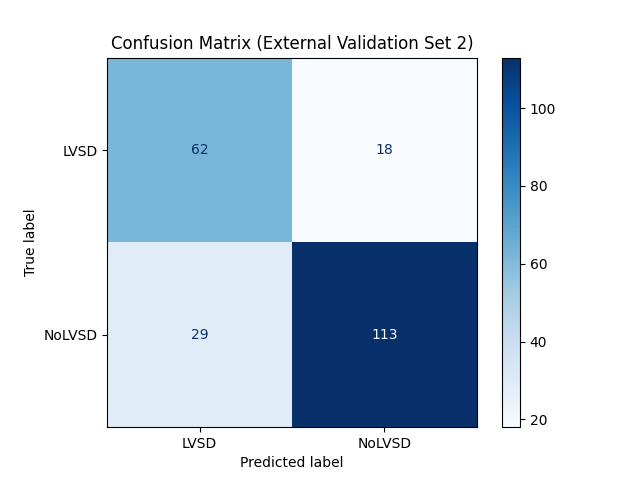 Confusion Matrix (External Validation Set 2)
True label
LVSD
62
18
NoLVSD
29
113
LVSD
NoLVSD
Predicted label
100
80
60
40
20